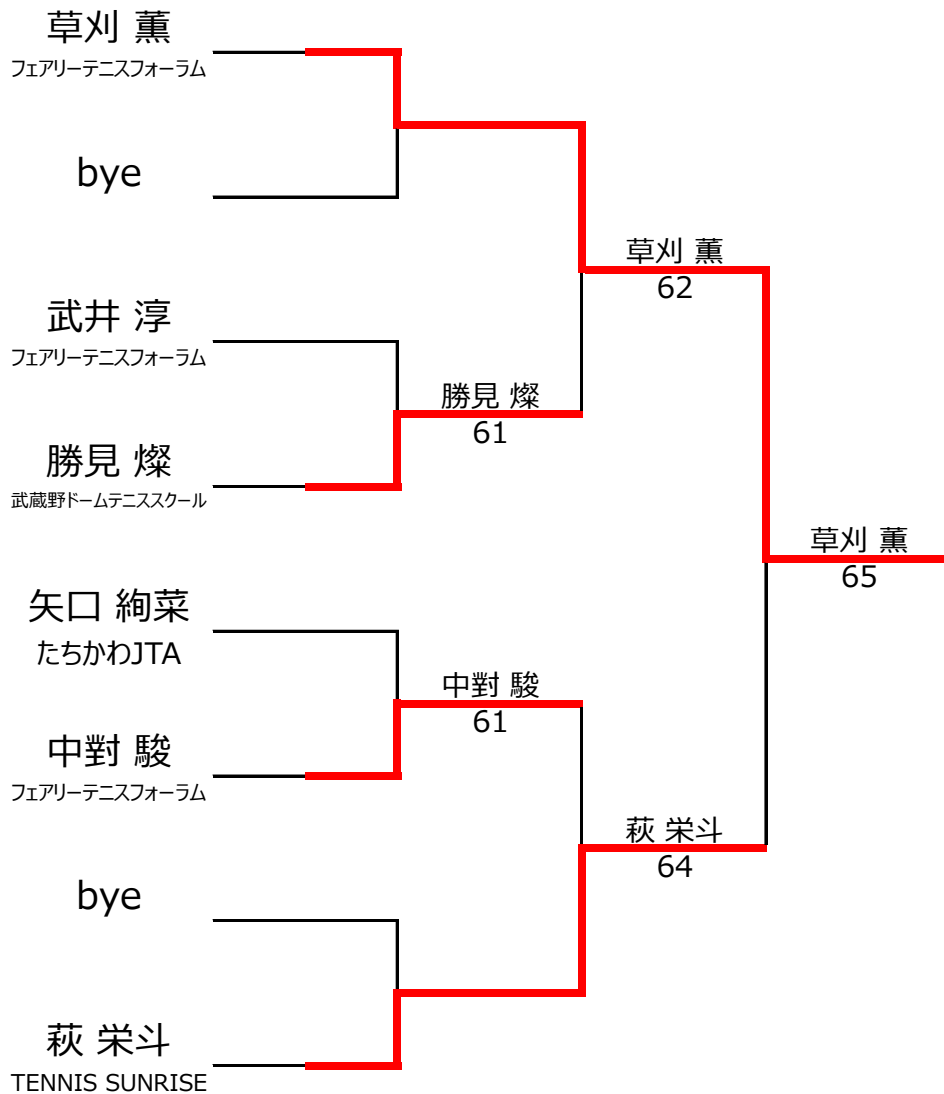 草刈 薫
フェアリーテニスフォーラム
bye
武井 淳
フェアリーテニスフォーラム
勝見 燦
武蔵野ドームテニススクール
矢口 絢菜
たちかわJTA
中對 駿
フェアリーテニスフォーラム
bye
萩 栄斗
TENNIS SUNRISE
勝見 燦
61
中對 駿
61
草刈 薫
62
萩 栄斗
64
草刈 薫
65